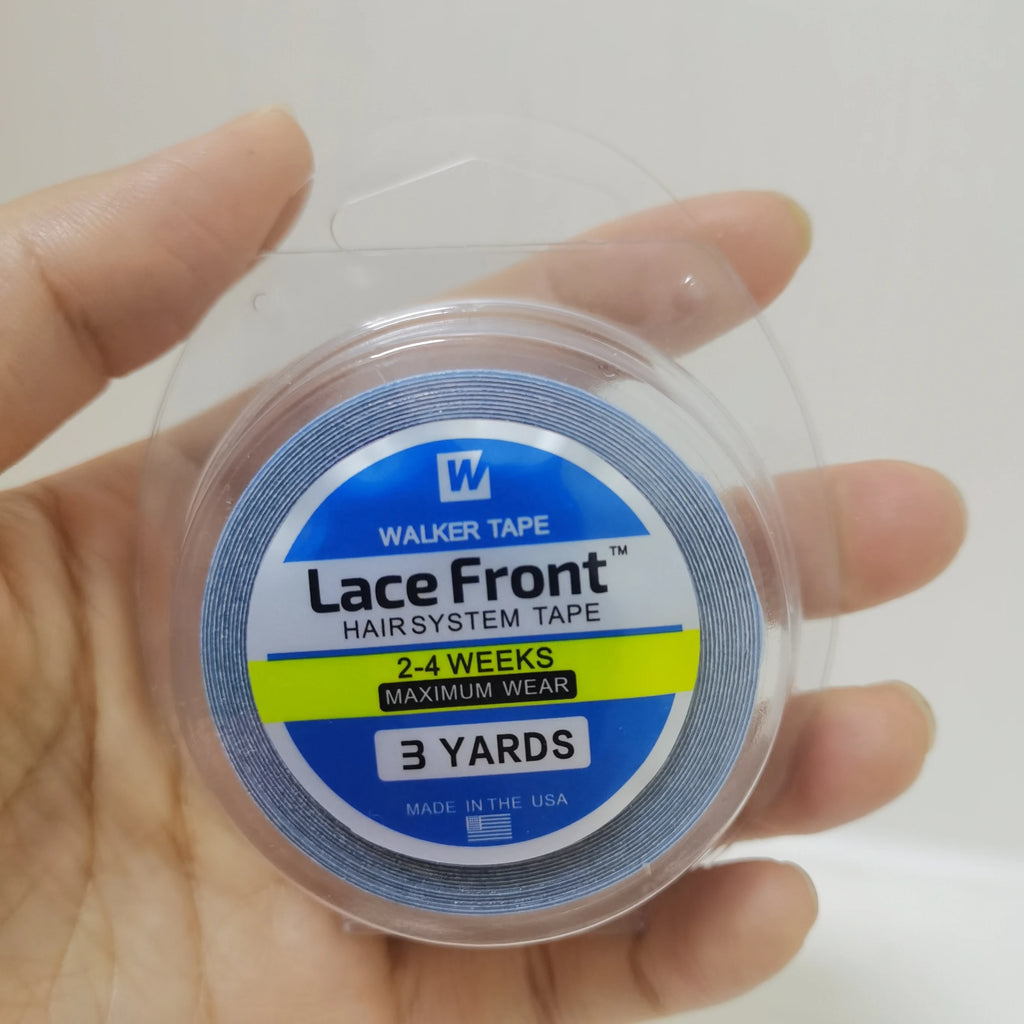 W
WALKER TAPE
Lace Front™
HAIRSYSTEM TAPE
2-4 WEEKS
MAXIMUM WEAR
3 YARDS
MADE IN THE USA